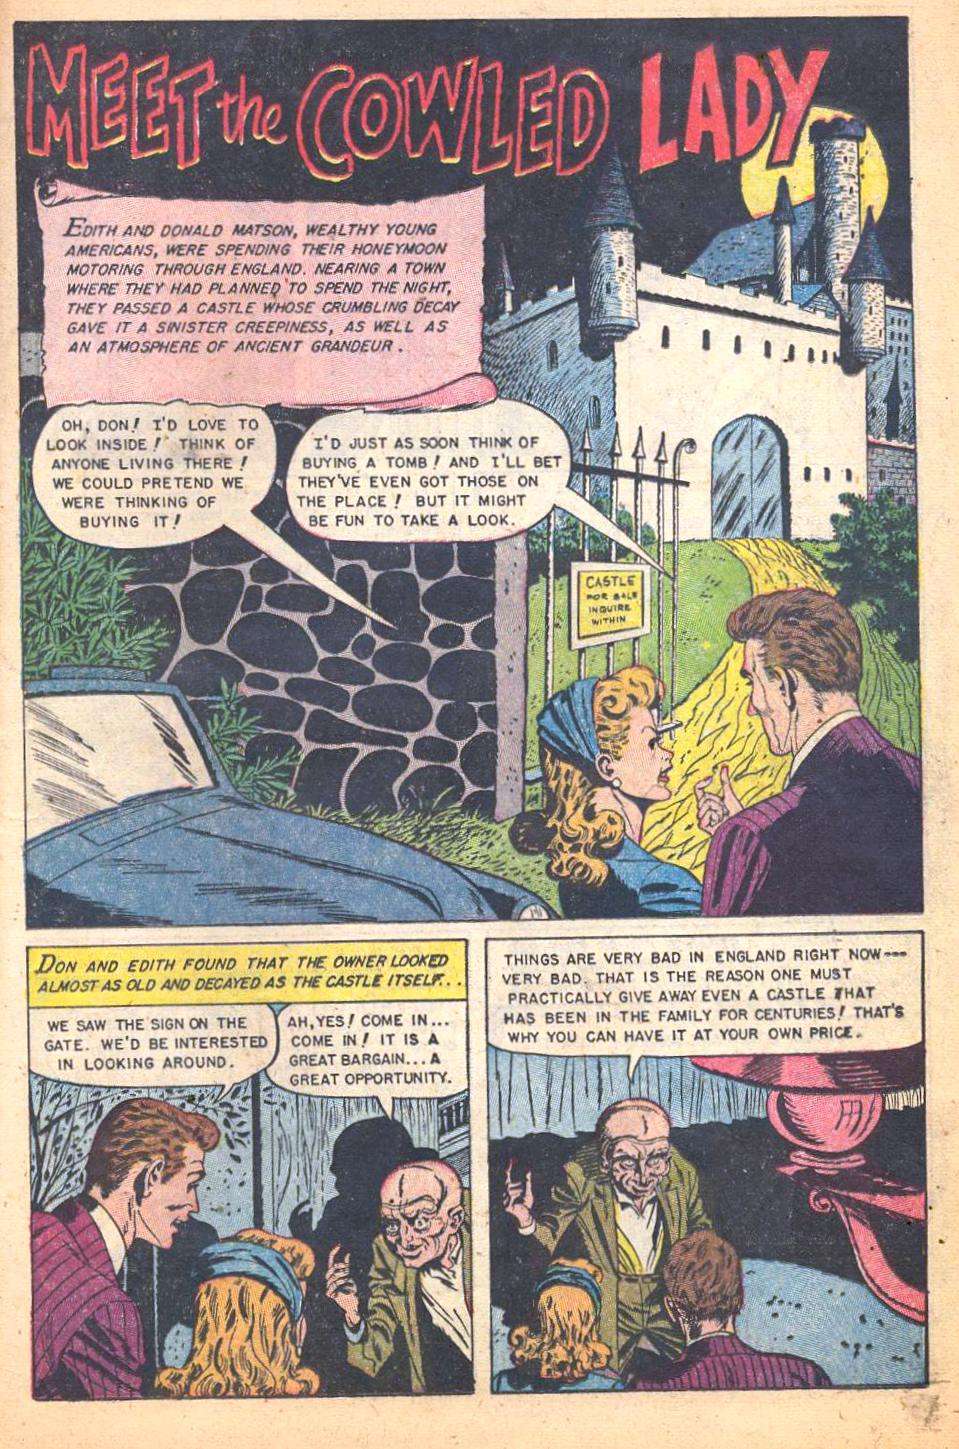 MEET the COWLED LADY
EDITH AND DONALD MATSON, WEALTHY YOUNG
AMERICANS, WERE SPENDING THEIR HONEYMOON
MOTORING THROUGH ENGLAND. NEARING A TOWN
WHERE THEY HAD PLANNED TO SPEND THE NIGHT,
THEY PASSED A CASTLE WHOSE CRUMBLING DECAY
GAVE IT A SINISTER CREEPINESS, AS WELL AS
AN ATMOSPHERE OF ANCIENT GRANDEUR.
OH, DON! I'D LOVE TO
LOOK INSIDE! THINK OF
ANYONE LIVING THERE!
WE COULD PRETEND WE
WERE THINKING OF
BUYING IT!
I'D JUST AS SOON THINK OF
BUYING A TOMB! AND I'LL BET
THEY'VE EVEN GOT THOSE ON
THE PLACE! BUT IT MIGHT
BE FUN TO TAKE A LOOK.
CASTLE
FOR SALE
INQUIRE
WITHIN
DON AND EDITH FOUND THAT THE OWNER LOOKED
ALMOST AS OLD AND DECAYED AS THE CASTLE ITSELF...
WE SAW THE SIGN ON THE
GATE. WE'D BE INTERESTED
IN LOOKING AROUND.
AH, YES! COME IN...
COME IN! IT IS A
GREAT BARGAIN...A
GREAT OPPORTUNITY.
THINGS ARE VERY BAD IN ENGLAND RIGHT NOW---
VERY BAD. THAT IS THE REASON ONE MUST
PRACTICALLY GIVE AWAY EVEN A CASTLE THAT
HAS BEEN IN THE FAMILY FOR CENTURIES! THAT'S
WHY YOU CAN HAVE IT AT YOUR OWN PRICE.